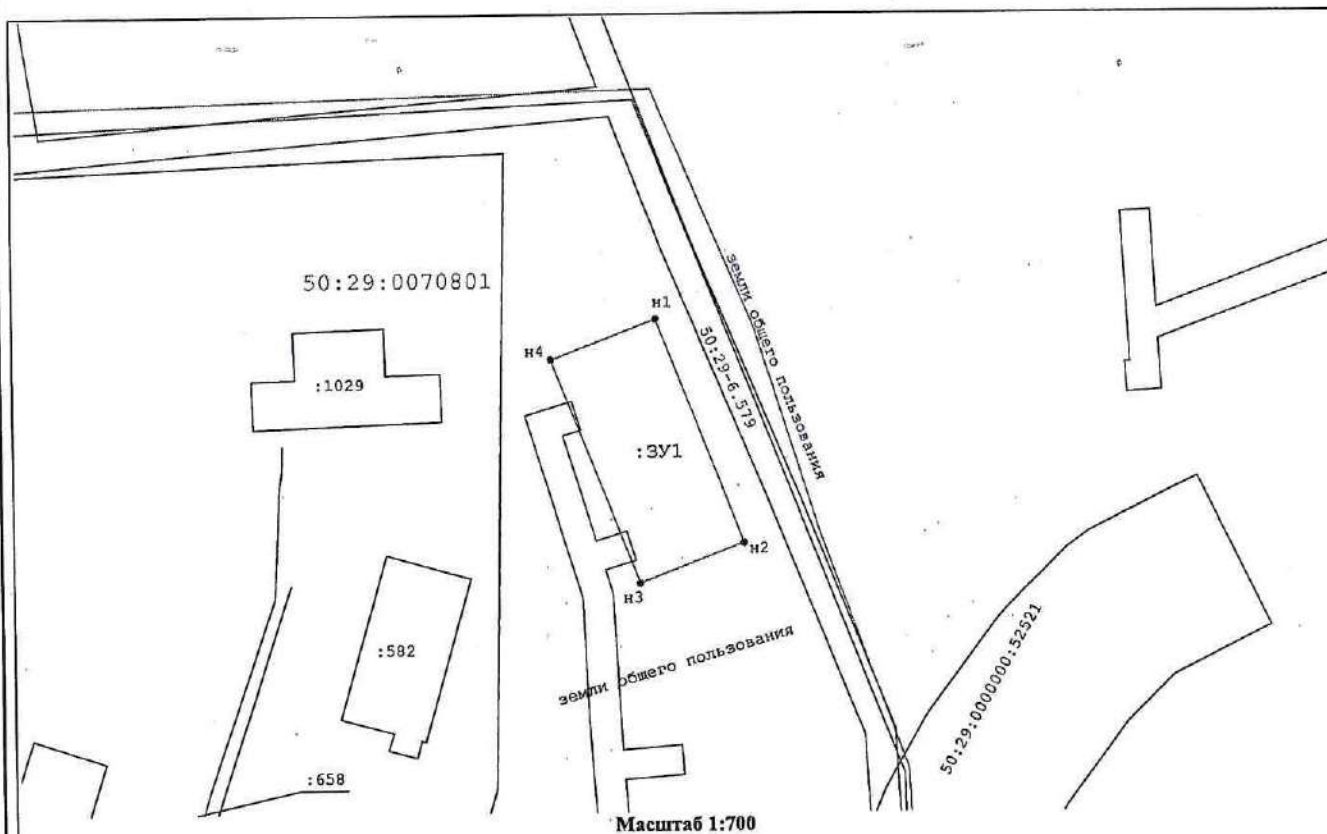 50:29:0070801
земли общего пользования
н1
50:29-6.579
н4
:1029
:ЗУ1
н2
н3
50:29:0000000:52521
земли общего пользования
:582
:658
Масштаб 1:700